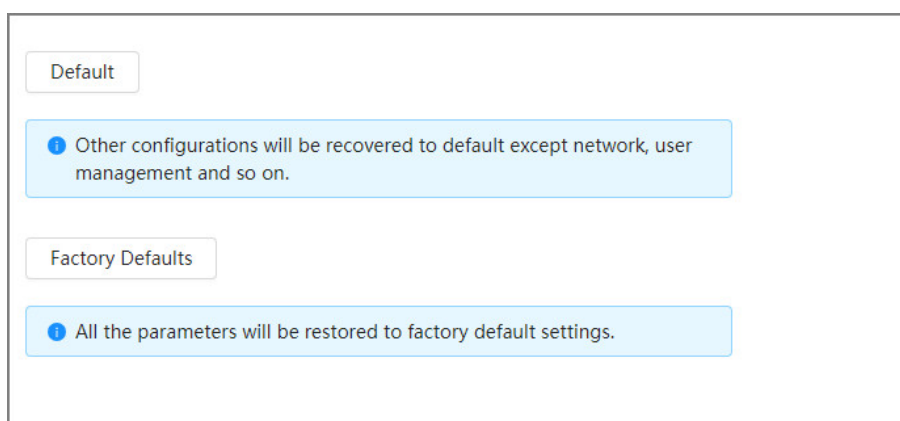 Default
Other configurations will be recovered to default except network, user
management and so on.
Factory Defaults
All the parameters will be restored to factory default settings.